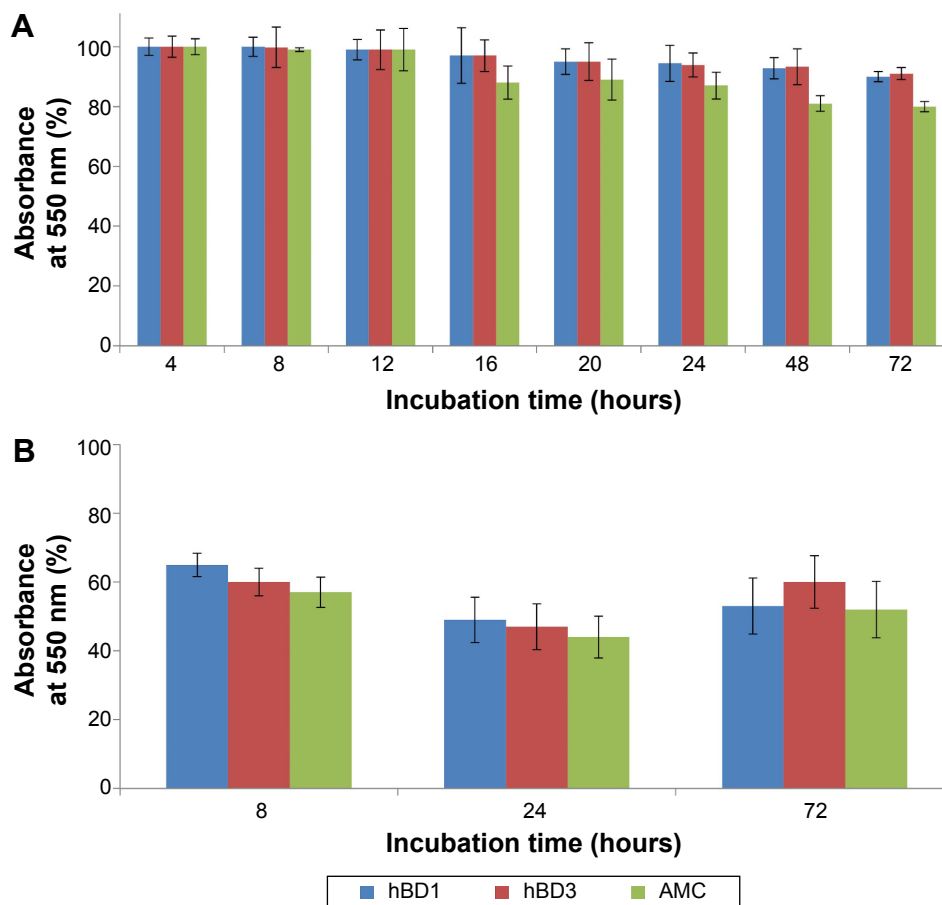 A
Absorbance
at 550 nm (%)
100
80
60
40
20
0
4 8 12 16 20 24 48 72
Incubation time (hours)
B
Absorbance
at 550 nm (%)
100
80
60
40
20
0
8 24 72
Incubation time (hours)
hBD1 hBD3 AMC